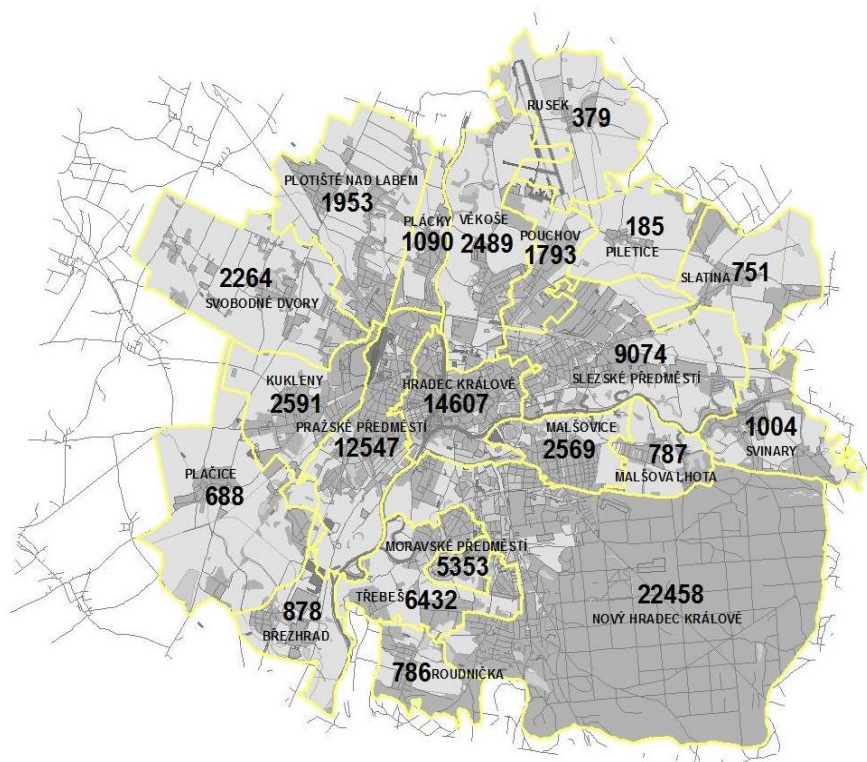 RUSEK
379
PLOTIŠTĚ NAD LABEM
1953
PLÁCKY
1090
VĚKOŠE
2489
POUCHOV
1793
185
PILETICE
SLATINA 751
2264
SVOBODNÉ DVORY
9074
SLEZSKÉ PŘEDMĚSTÍ
KUKLENY
2591
HRADEC KRÁLOVÉ
14607
PRAŽSKÉ PŘEDMĚSTÍ
12547
MALŠOVICE
2569
787
MALŠOVA LHOTA
1004
SVINARY
PLAČICE
688
MORAVSKÉ PŘEDMĚSTÍ
5353
TŘEBEŠ 6432
22458
NOVÝ HRADEC KRÁLOVÉ
878
BŘEZHRAD
786 ROUDNIČKA